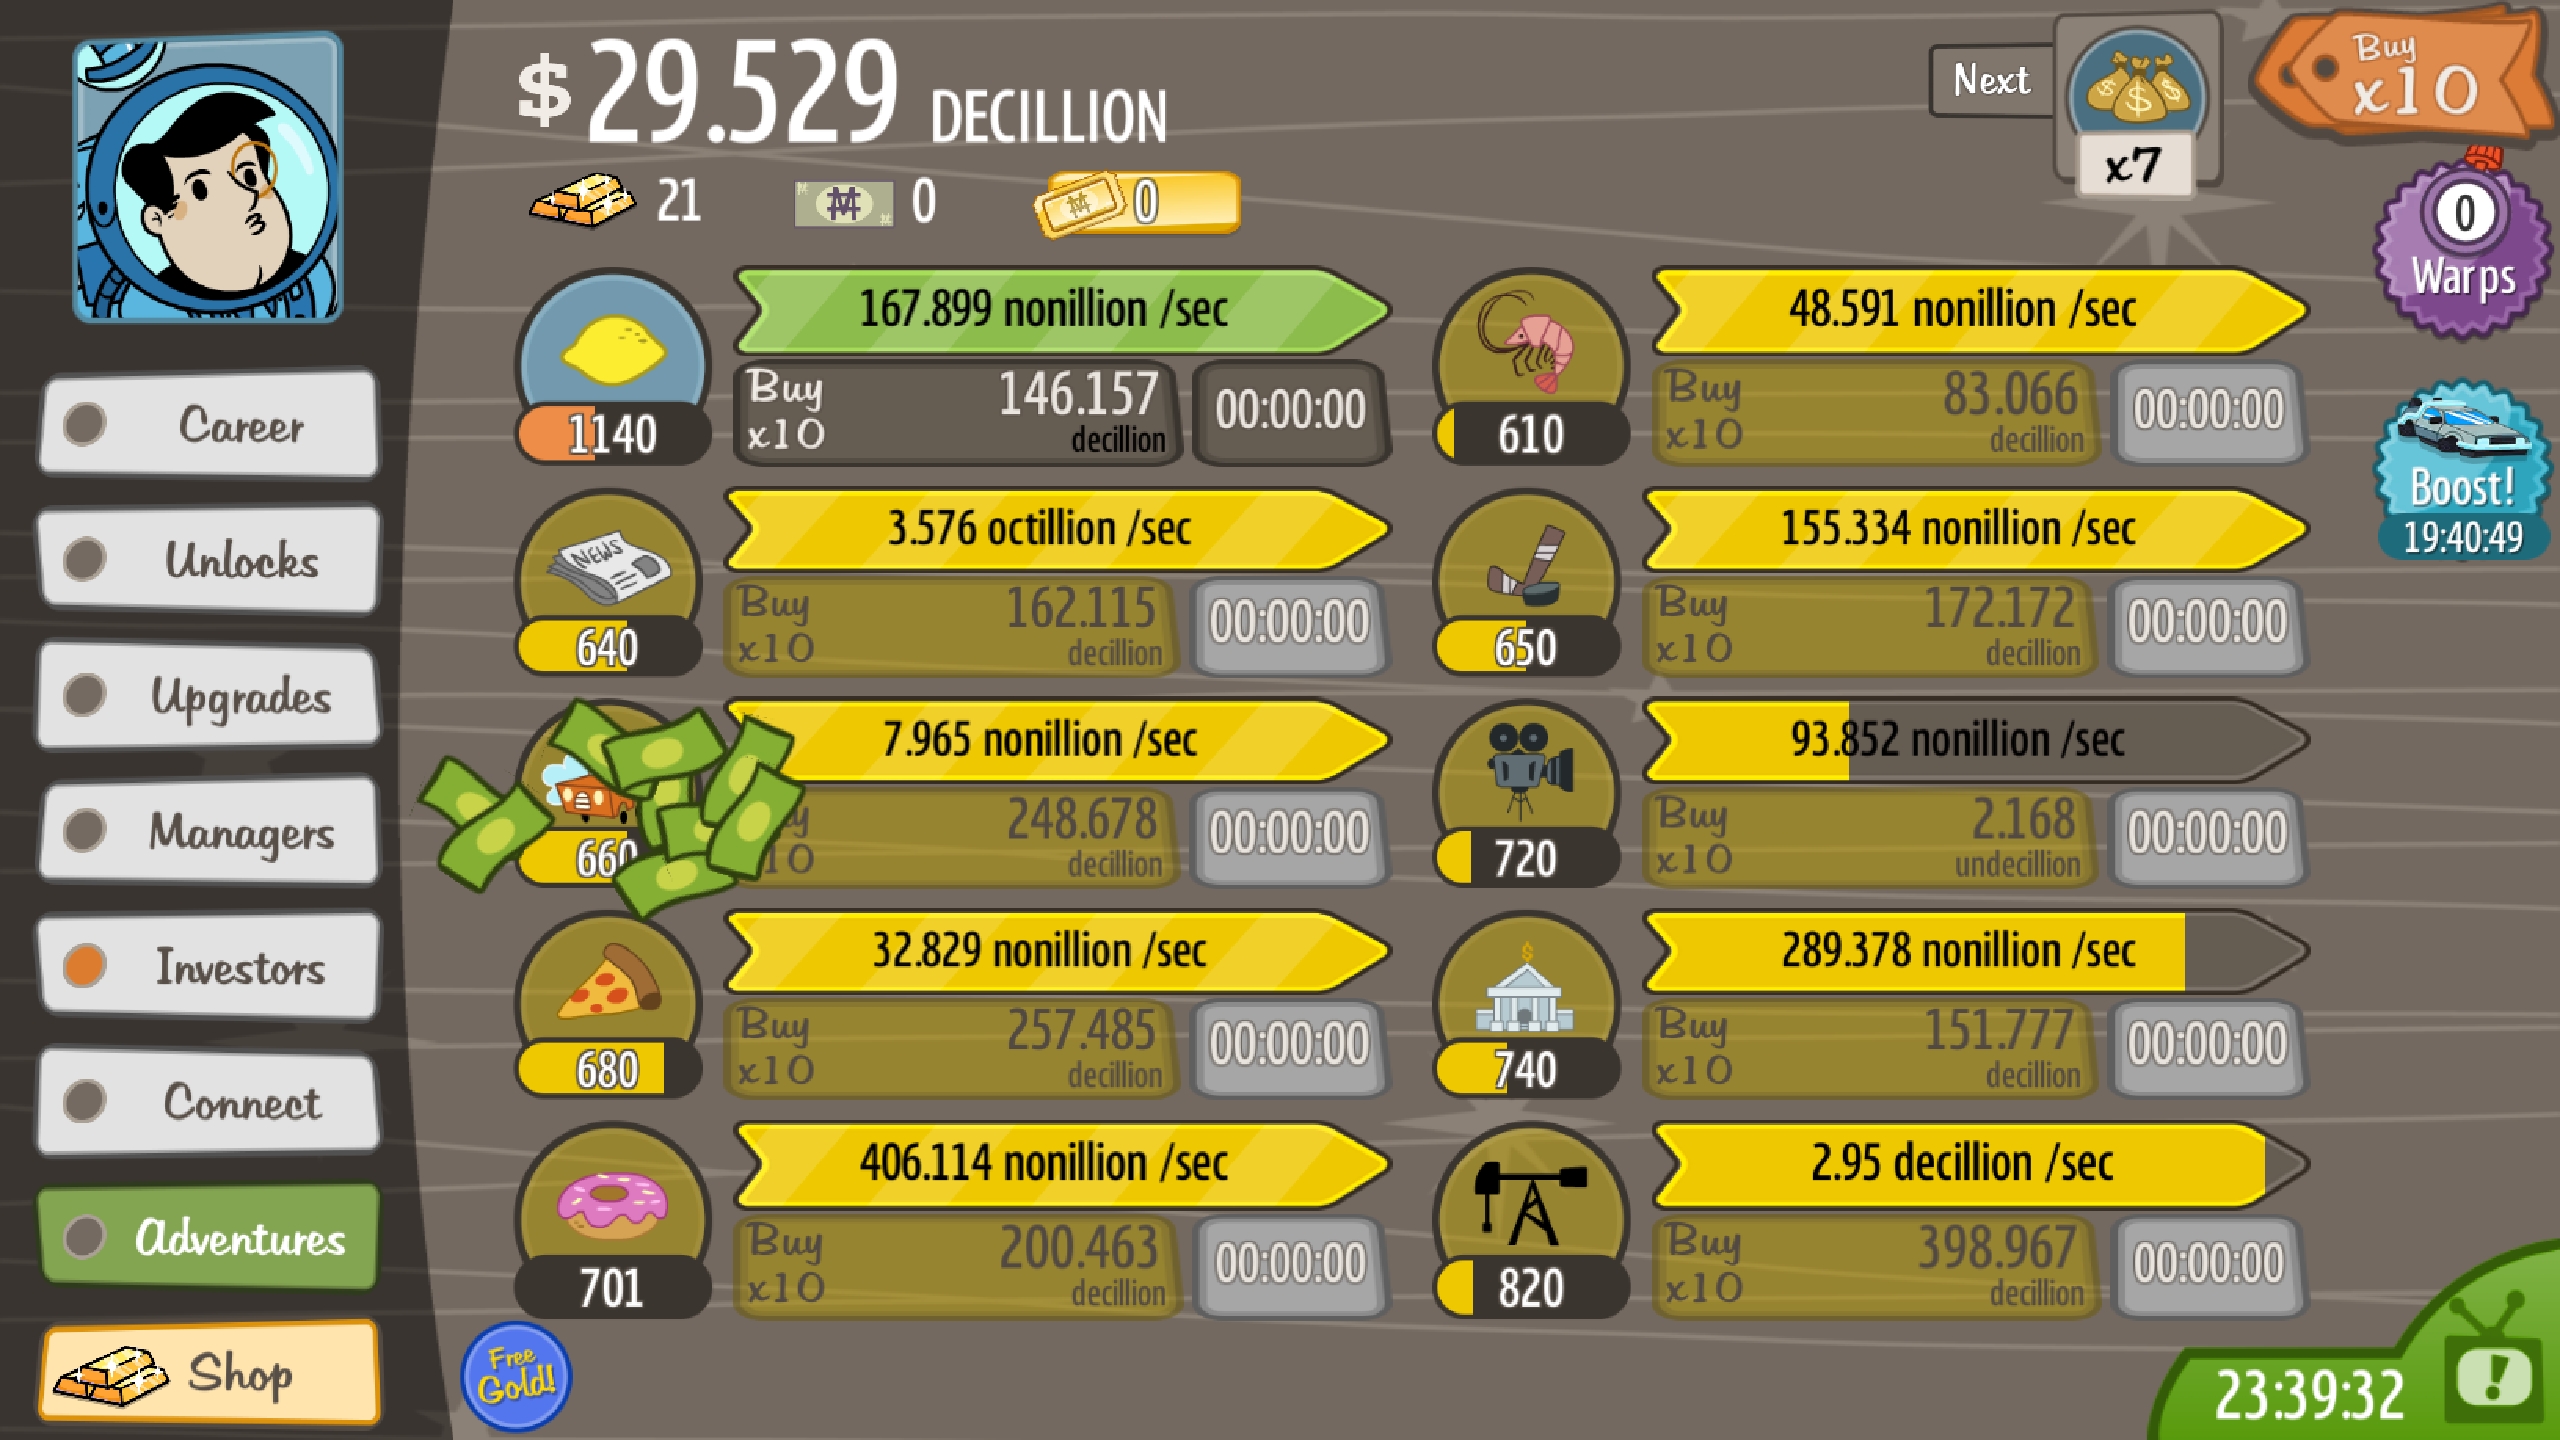 $29.529 DECILLION
21
0
0
Next
x7
Buy
x10
0
Warps
Boost!
19:40:49
Career
Unlocks
Upgrades
Managers
Investors
Connect
Adventures
Shop
167.899 nonillion /sec
Buy
x10
146.157
decillion
00:00:00
1140
48.591 nonillion /sec
Buy
x10
83.066
decillion
00:00:00
610
NEWS
3.576 octillion /sec
Buy
x10
162.115
decillion
00:00:00
640
155.334 nonillion /sec
Buy
x10
172.172
decillion
00:00:00
650
7.965 nonillion /sec
248.678
decillion
00:00:00
660
93.852 nonillion /sec
Buy
x10
2.168
undecillion
00:00:00
720
32.829 nonillion /sec
Buy
x10
257.485
decillion
00:00:00
680
289.378 nonillion /sec
Buy
x10
151.777
decillion
00:00:00
740
406.114 nonillion /sec
Buy
x10
200.463
decillion
00:00:00
701
2.95 decillion /sec
Buy
x10
398.967
decillion
00:00:00
820
Free
Gold!
23:39:32